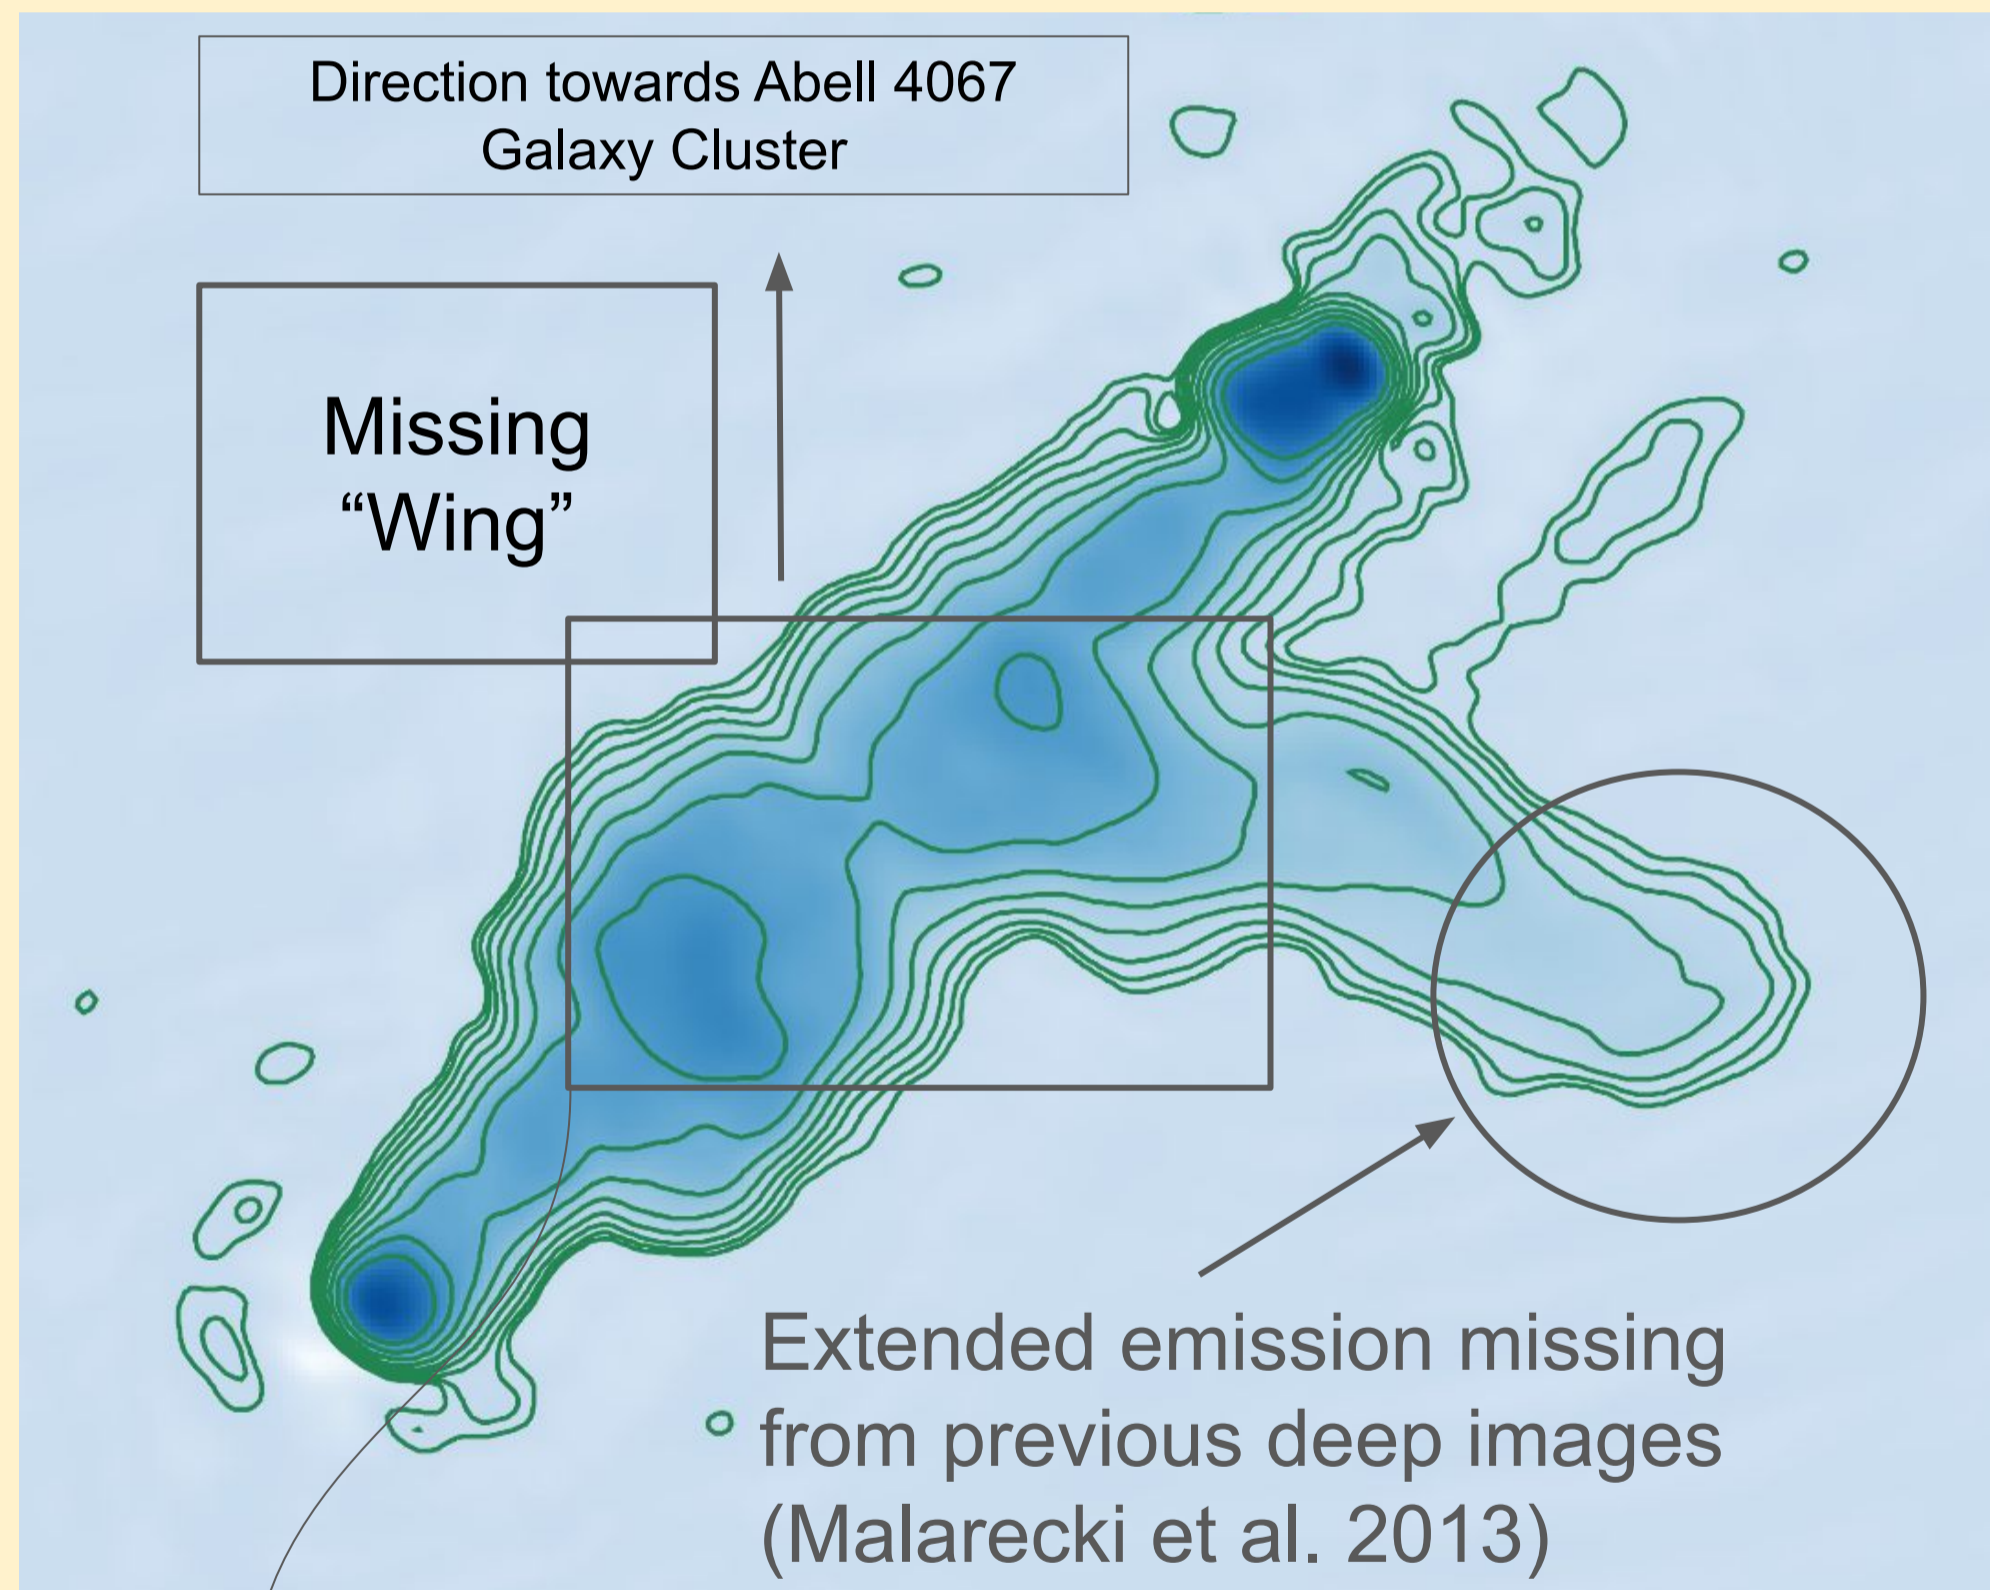 Direction towards Abell 4067
Galaxy Cluster
Missing
“Wing”
Extended emission missing
from previous deep images
(Malarecki et al. 2013)